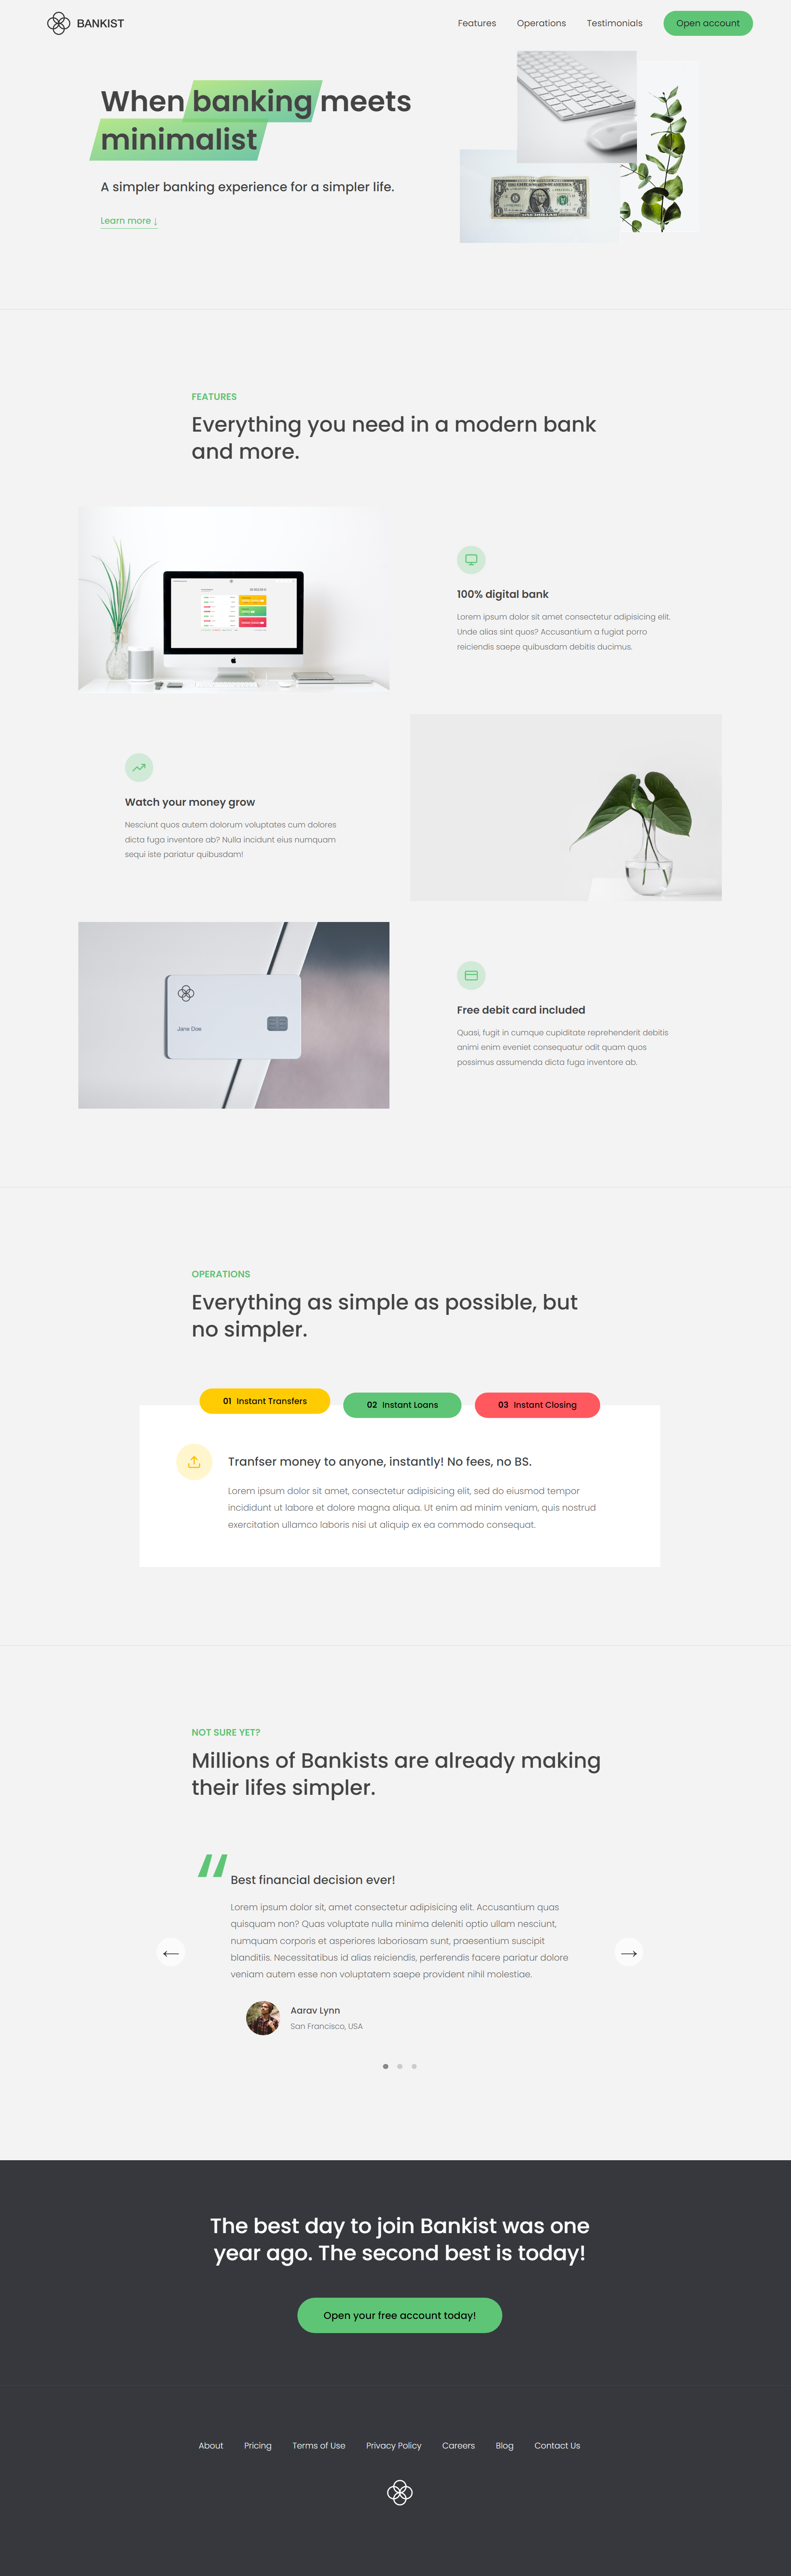 BANKIST
Features
Operations
Testimonials
Open account
When banking meets
minimalist
A simpler banking experience for a simpler life.
Learn more ↓
ONE DOLLAR
FEATURES
Everything you need in a modern bank
and more.
100% digital bank
Lorem ipsum dolor sit amet consectetur adipisicing elit.
Unde alias sint quos? Accusantium a fugiat porro
reiciendis saepe quibusdam debitis ducimus.
Watch your money grow
Nesciunt quos autem dolorum voluptates cum dolores
dicta fuga inventore ab? Nulla incidunt eius numquam
sequi iste pariatur quibusdam!
Jane Doe
Free debit card included
Quasi, fugit in cumque cupiditate reprehenderit debitis
animi enim eveniet consequatur odit quam quos
possimus assumenda dicta fuga inventore ab.
OPERATIONS
Everything as simple as possible, but
no simpler.
01 Instant Transfers
02 Instant Loans
03 Instant Closing
Tranfser money to anyone, instantly! No fees, no BS.
Lorem ipsum dolor sit amet, consectetur adipisicing elit, sed do eiusmod tempor
incididunt ut labore et dolore magna aliqua. Ut enim ad minim veniam, quis nostrud
exercitation ullamco laboris nisi ut aliquip ex ea commodo consequat.
NOT SURE YET?
Millions of Bankists are already making
their lifes simpler.
Best financial decision ever!
Lorem ipsum dolor sit, amet consectetur adipisicing elit. Accusantium quas
quisquam non? Quas voluptate nulla minima deleniti optio ullam nesciunt,
numquam corporis et asperiores laboriosam sunt, praesentium suscipit
blanditiis. Necessitatibus id alias reiciendis, perferendis facere pariatur dolore
veniam autem esse non voluptatem saepe provident nihil molestiae.
←
→
Aarav Lynn
San Francisco, USA
The best day to join Bankist was one
year ago. The second best is today!
Open your free account today!
About
Pricing
Terms of Use
Privacy Policy
Careers
Blog
Contact Us